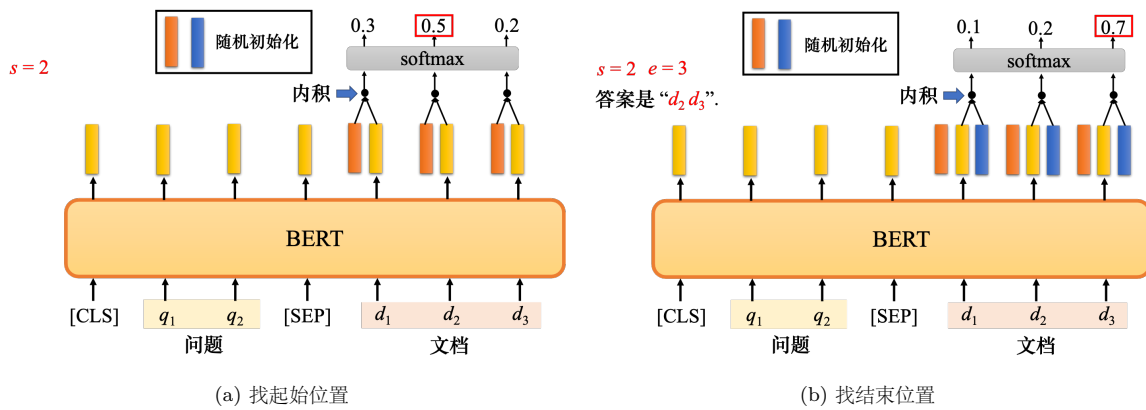 随机初始化
0.3 0.5 0.2
softmax
s = 2
内积
BERT
[CLS] q1 q2 [SEP] d1 d2 d3
问题 文档
(a) 找起始位置
随机初始化
0.1 0.2 0.7
softmax
s = 2 e = 3
答案是 “d2 d3”.
内积
BERT
[CLS] q1 q2 [SEP] d1 d2 d3
问题 文档
(b) 找结束位置